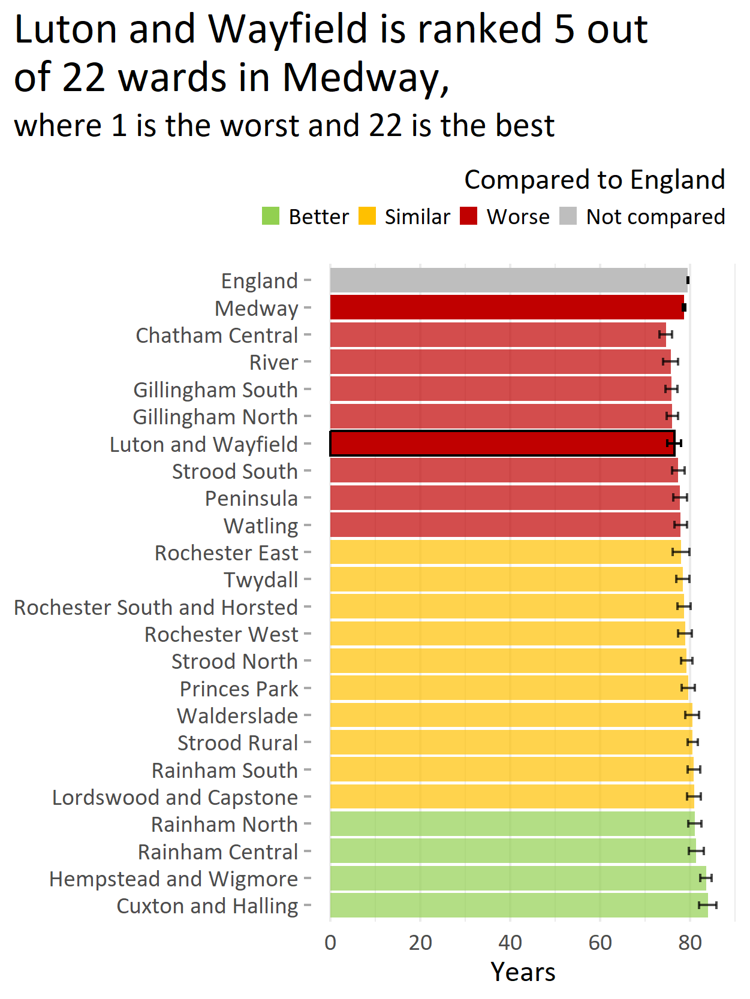 Luton and Wayfield is ranked 5 out
of 22 wards in Medway,
where 1 is the worst and 22 is the best
Compared to England
Better Similar Worse Not compared
England
Medway
Chatham Central
River
Gillingham South
Gillingham North
Luton and Wayfield
Strood South
Peninsula
Watling
Rochester East
Twydall
Rochester South and Horsted
Rochester West
Strood North
Princes Park
Walderslade
Strood Rural
Rainham South
Lordswood and Capstone
Rainham North
Rainham Central
Hempstead and Wigmore
Cuxton and Halling
0 20 40 60 80
Years